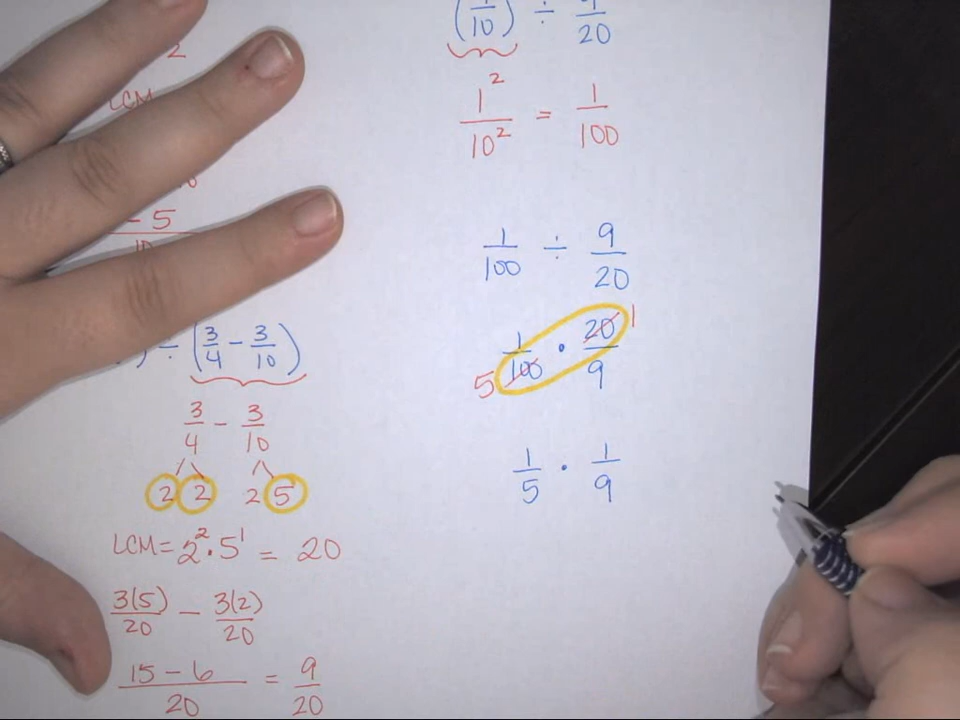 2
LCM
- 5
10
) ÷ (3/4 - 3/10)
3/4 - 3/10
2 2 2 5
LCM = 2² · 5¹ = 20
3(5)/20 - 3(2)/20
15 - 6/20 = 9/20
(1/10) ÷ 9/20
1²/10² = 1/100
1/100 ÷ 9/20
1/100 · 20/9
5 1
1/5 · 1/9